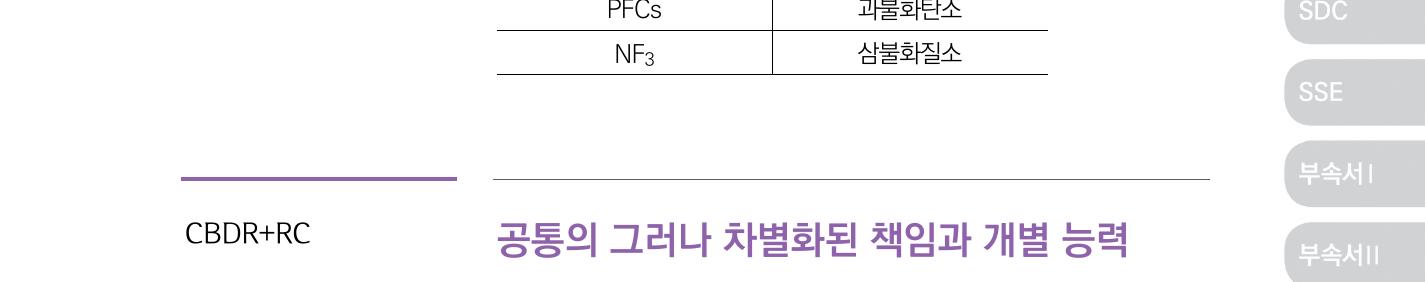 PFCs 과불화탄소
NF₃ 삼불화질소
CBDR+RC 공통의 그러나 차별화된 책임과 개별 능력
SDC
SSE
부속서 I
부속서 II